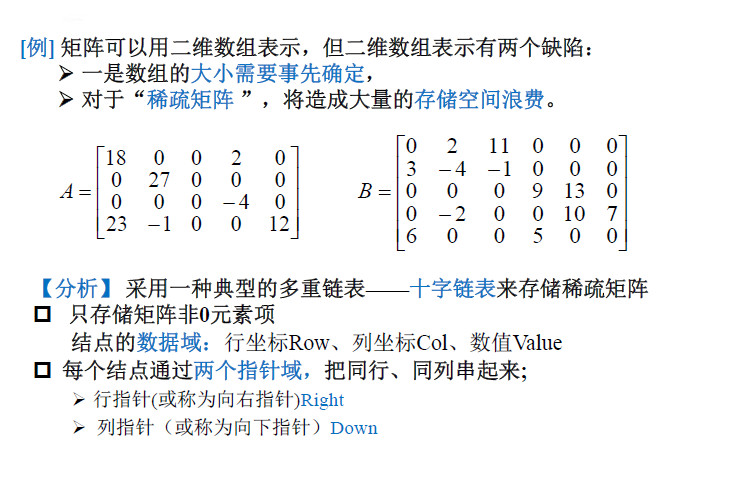 [例] 矩阵可以用二维数组表示，但二维数组表示有两个缺陷：
➢ 一是数组的大小需要事先确定，
➢ 对于“稀疏矩阵 ”，将造成大量的存储空间浪费。
A = [18 0 0 2 0
0 27 0 0 0
0 0 0 −4 0
23 −1 0 0 12]
B = [0 2 11 0 0 0
3 −4 −1 0 0 0
0 0 0 9 13 0
0 −2 0 0 10 7
6 0 0 5 0 0]
【分析】 采用一种典型的多重链表——十字链表来存储稀疏矩阵
只存储矩阵非0元素项
结点的数据域：行坐标Row、列坐标Col、数值Value
每个结点通过两个指针域，把同行、同列串起来;
➢ 行指针(或称为向右指针)Right
➢ 列指针（或称为向下指针）Down